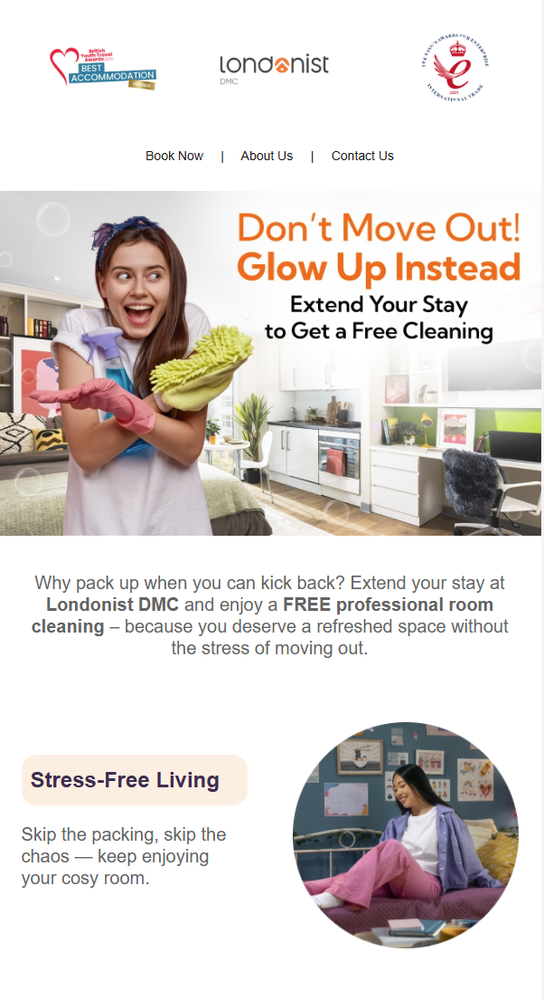 British
Youth Travel
Awards
BEST
ACCOMMODATION
WINNER
londonist
DMC
THE KING'S AWARDS FOR ENTERPRISE
INTERNATIONAL TRADE
2025
Book Now | About Us | Contact Us
Don't Move Out!
Glow Up Instead
Extend Your Stay
to Get a Free Cleaning
Why pack up when you can kick back? Extend your stay at
Londonist DMC and enjoy a FREE professional room
cleaning – because you deserve a refreshed space without
the stress of moving out.
Stress-Free Living
Skip the packing, skip the
chaos — keep enjoying
your cosy room.